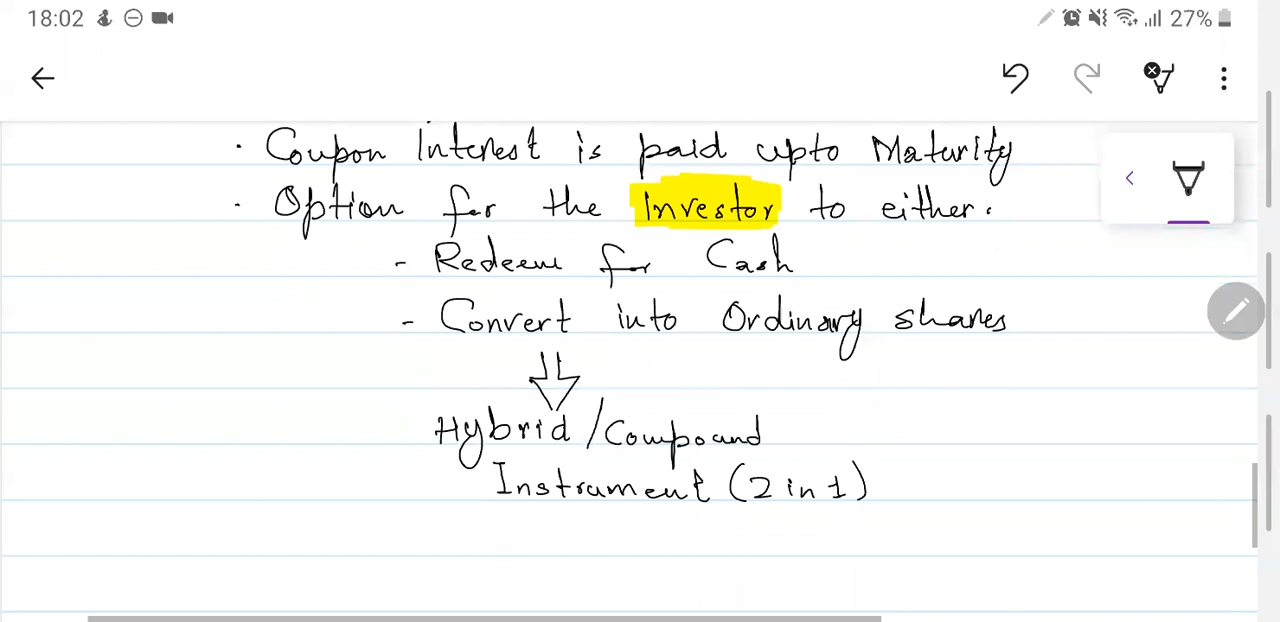 18:02 27%
· Coupon Interest is paid upto Maturity
· Option for the Investor to either.
- Redeem for Cash
- Convert into Ordinary shares
Hybrid/Compound
Instrument (2 in 1)